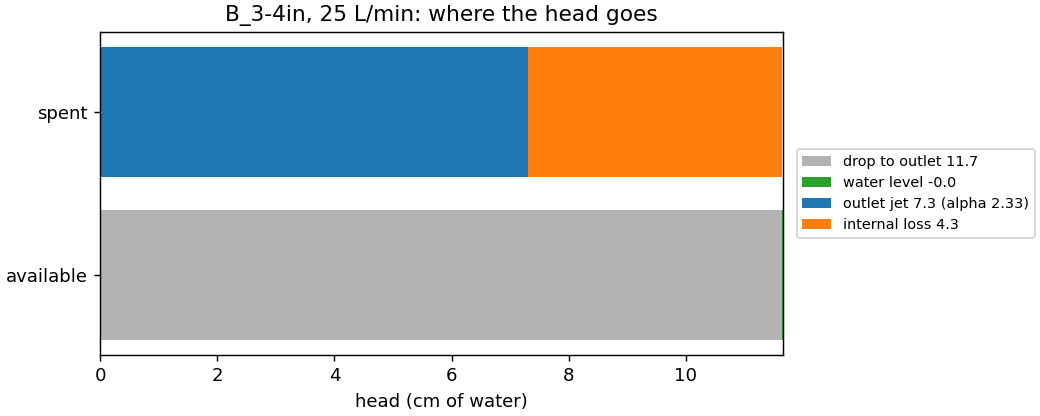 B_3-4in, 25 L/min: where the head goes
spent
available
0 2 4 6 8 10
head (cm of water)
drop to outlet 11.7
water level -0.0
outlet jet 7.3 (alpha 2.33)
internal loss 4.3